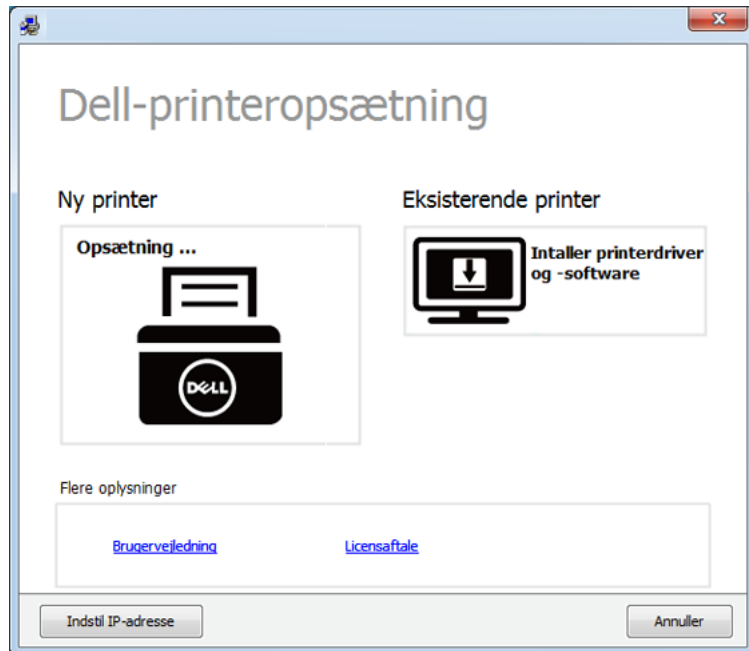 Dell-printeropsætning
Ny printer
Opsætning ...
DELL
Eksisterende printer
Intaller printerdriver
og -software
Flere oplysninger
Brugervejledning
Licensaftale
Indstil IP-adresse
Annuller